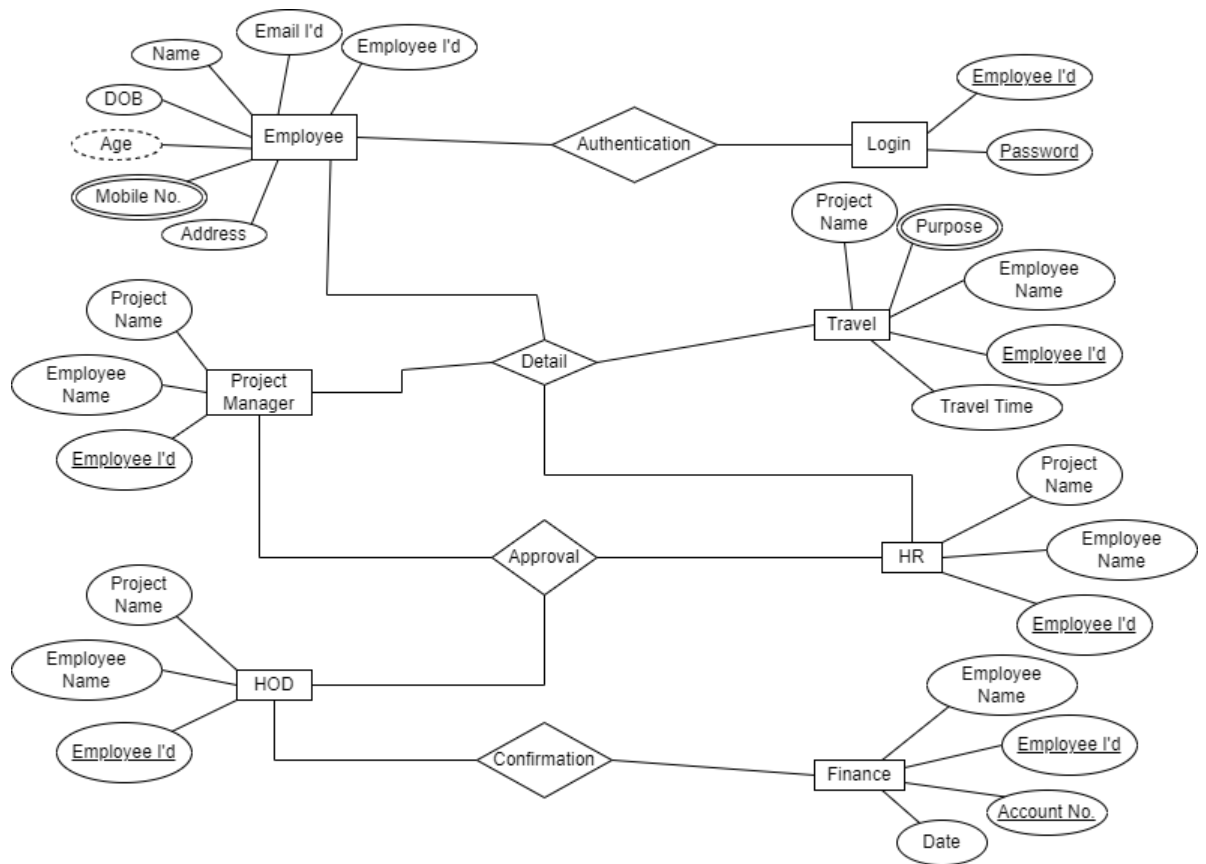 Email I'd
Employee I'd
Name
DOB
Age
Mobile No.
Address
Employee
Authentication
Login
Employee I'd
Password
Project
Name
Purpose
Employee
Name
Employee I'd
Travel Time
Travel
Detail
Project
Name
Employee
Name
Employee I'd
Project
Manager
Project
Name
Employee
Name
Employee I'd
HR
Approval
Project
Name
Employee
Name
Employee I'd
HOD
Confirmation
Finance
Employee
Name
Employee I'd
Account No.
Date